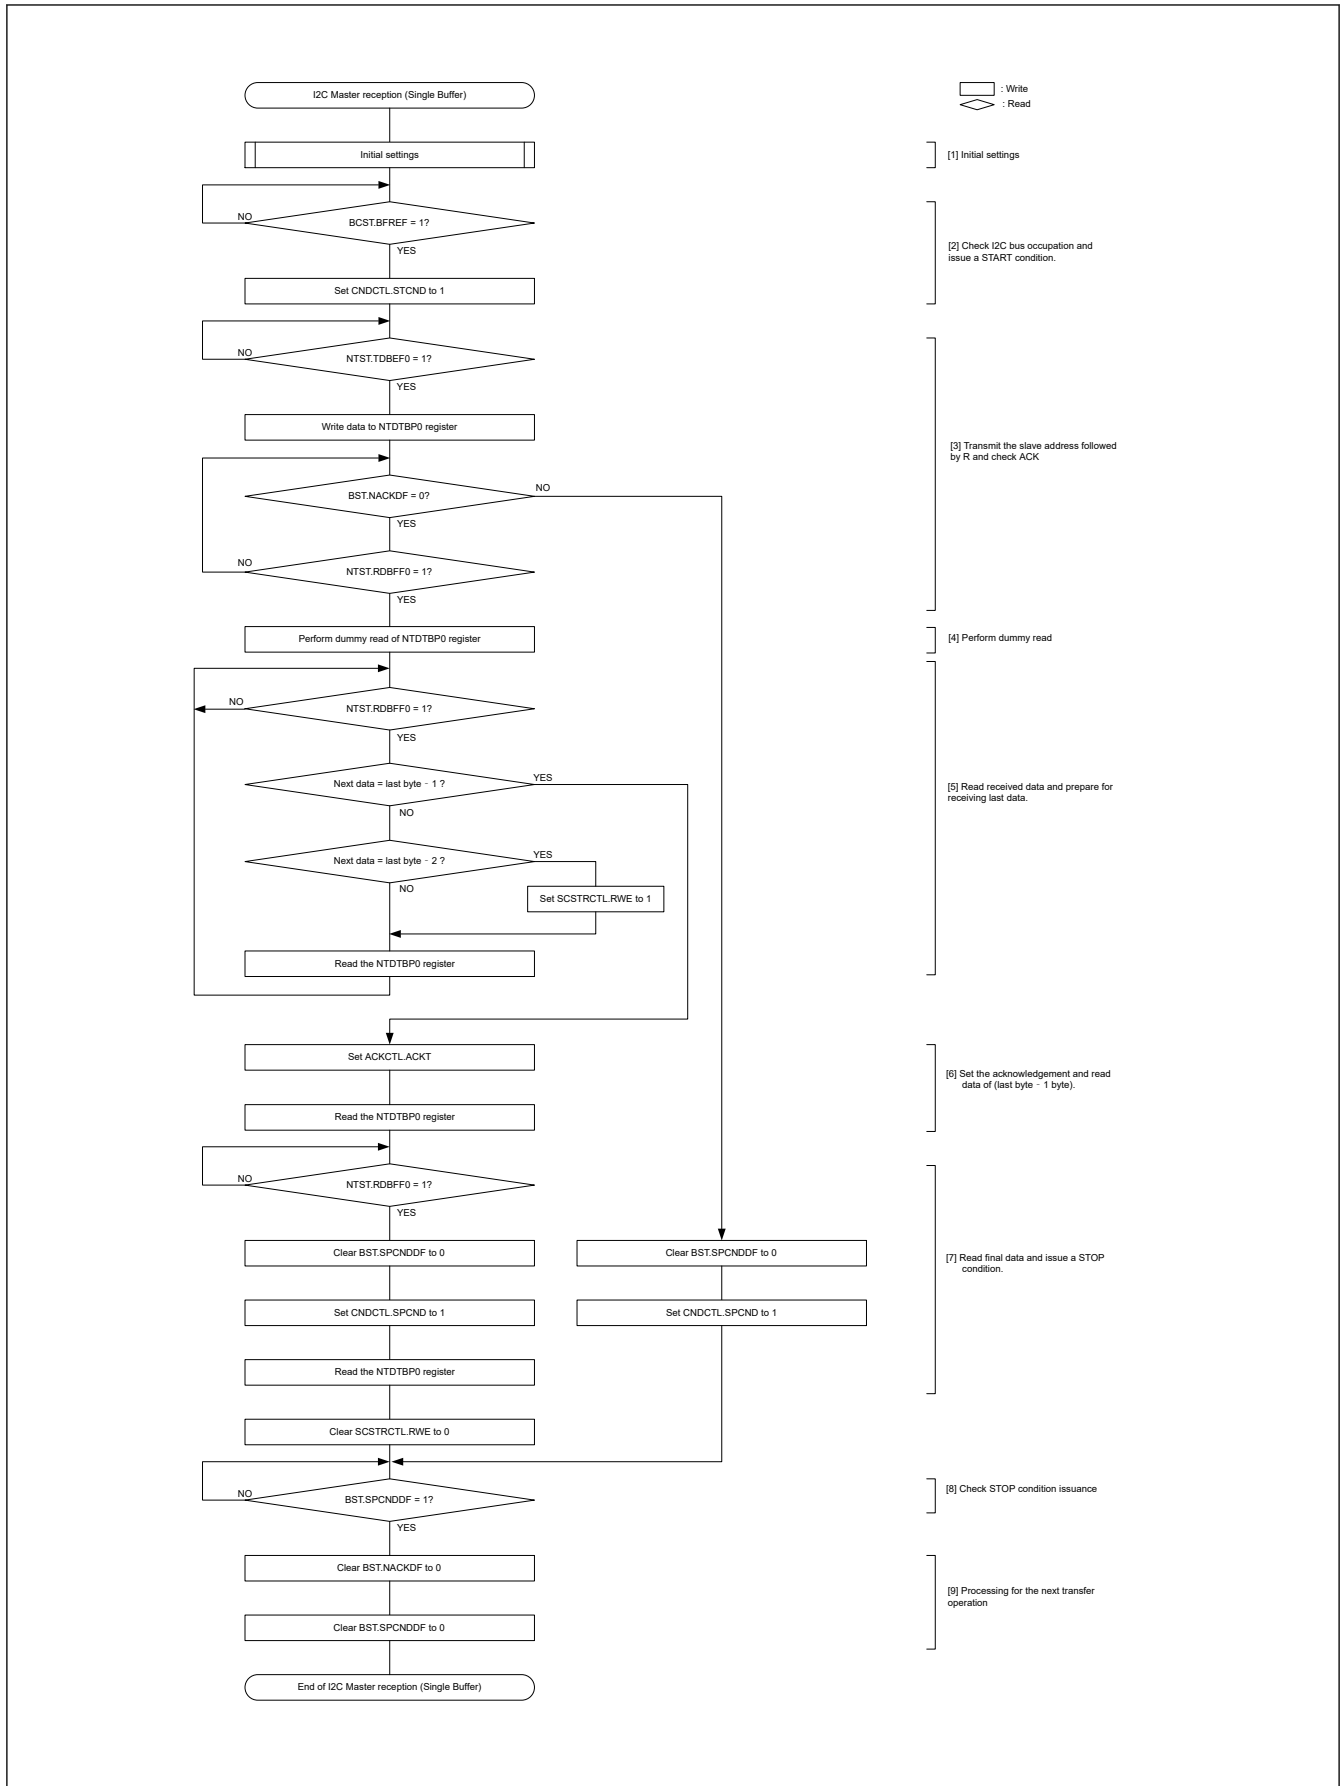 I2C Master reception (Single Buffer)
: Write
: Read
Initial settings
[1] Initial settings
NO
BCST.BFREF = 1?
YES
[2] Check I2C bus occupation and
issue a START condition.
Set CNDCTL.STCND to 1
NO
NTST.TDBEF0 = 1?
YES
Write data to NTDTBP0 register
[3] Transmit the slave address followed
by R and check ACK
BST.NACKDF = 0?
NO
YES
NO
NTST.RDBFF0 = 1?
YES
Perform dummy read of NTDTBP0 register
[4] Perform dummy read
NO
NTST.RDBFF0 = 1?
YES
Next data = last byte - 1 ?
YES
NO
[5] Read received data and prepare for
receiving last data.
Next data = last byte - 2 ?
YES
NO
Set SCSTRCTL.RWE to 1
Read the NTDTBP0 register
Set ACKCTL.ACKT
[6] Set the acknowledgement and read
data of (last byte - 1 byte).
Read the NTDTBP0 register
NO
NTST.RDBFF0 = 1?
YES
Clear BST.SPCNDDF to 0
Clear BST.SPCNDDF to 0
[7] Read final data and issue a STOP
condition.
Set CNDCTL.SPCND to 1
Set CNDCTL.SPCND to 1
Read the NTDTBP0 register
Clear SCSTRCTL.RWE to 0
NO
BST.SPCNDDF = 1?
YES
[8] Check STOP condition issuance
Clear BST.NACKDF to 0
[9] Processing for the next transfer
operation
Clear BST.SPCNDDF to 0
End of I2C Master reception (Single Buffer)